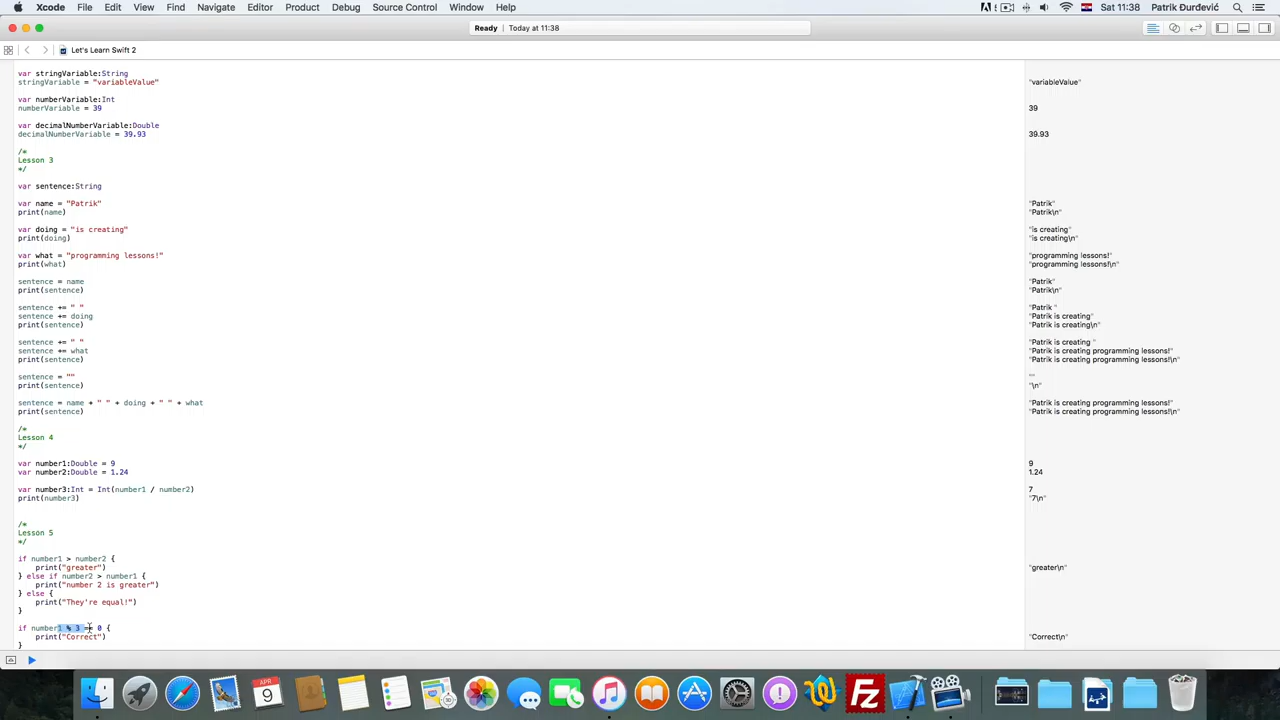 Xcode File Edit View Find Navigate Editor Product Debug Source Control Window Help Sat 11:38 Patrik Đurđević
Ready Today at 11:38
Let's Learn Swift 2
var stringVariable:String
stringVariable = "variableValue" "variableValue"
var numberVariable:Int
numberVariable = 39 39
var decimalNumberVariable:Double
decimalNumberVariable = 39.93 39.93
/*
Lesson 3
*/
var sentence:String
var name = "Patrik" "Patrik"
print(name) "Patrik\n"
var doing = "is creating" "is creating"
print(doing) "is creating\n"
var what = "programming lessons!" "programming lessons!"
print(what) "programming lessons!\n"
sentence = name "Patrik"
print(sentence) "Patrik\n"
sentence += " " "Patrik "
sentence += doing "Patrik is creating"
print(sentence) "Patrik is creating\n"
sentence += " " "Patrik is creating "
sentence += what "Patrik is creating programming lessons!"
print(sentence) "Patrik is creating programming lessons!\n"
sentence = "" ""
print(sentence) "\n"
sentence = name + " " + doing + " " + what "Patrik is creating programming lessons!"
print(sentence) "Patrik is creating programming lessons!\n"
/*
Lesson 4
*/
var number1:Double = 9 9
var number2:Double = 1.24 1.24
var number3:Int = Int(number1 / number2) 7
print(number3) "7\n"
/*
Lesson 5
*/
if number1 > number2 {
print("greater") "greater\n"
} else if number2 > number1 {
print("number 2 is greater")
} else {
print("They're equal!")
}
if number1 % 3 == 0 {
print("Correct") "Correct\n"
}
APR
9
Fz